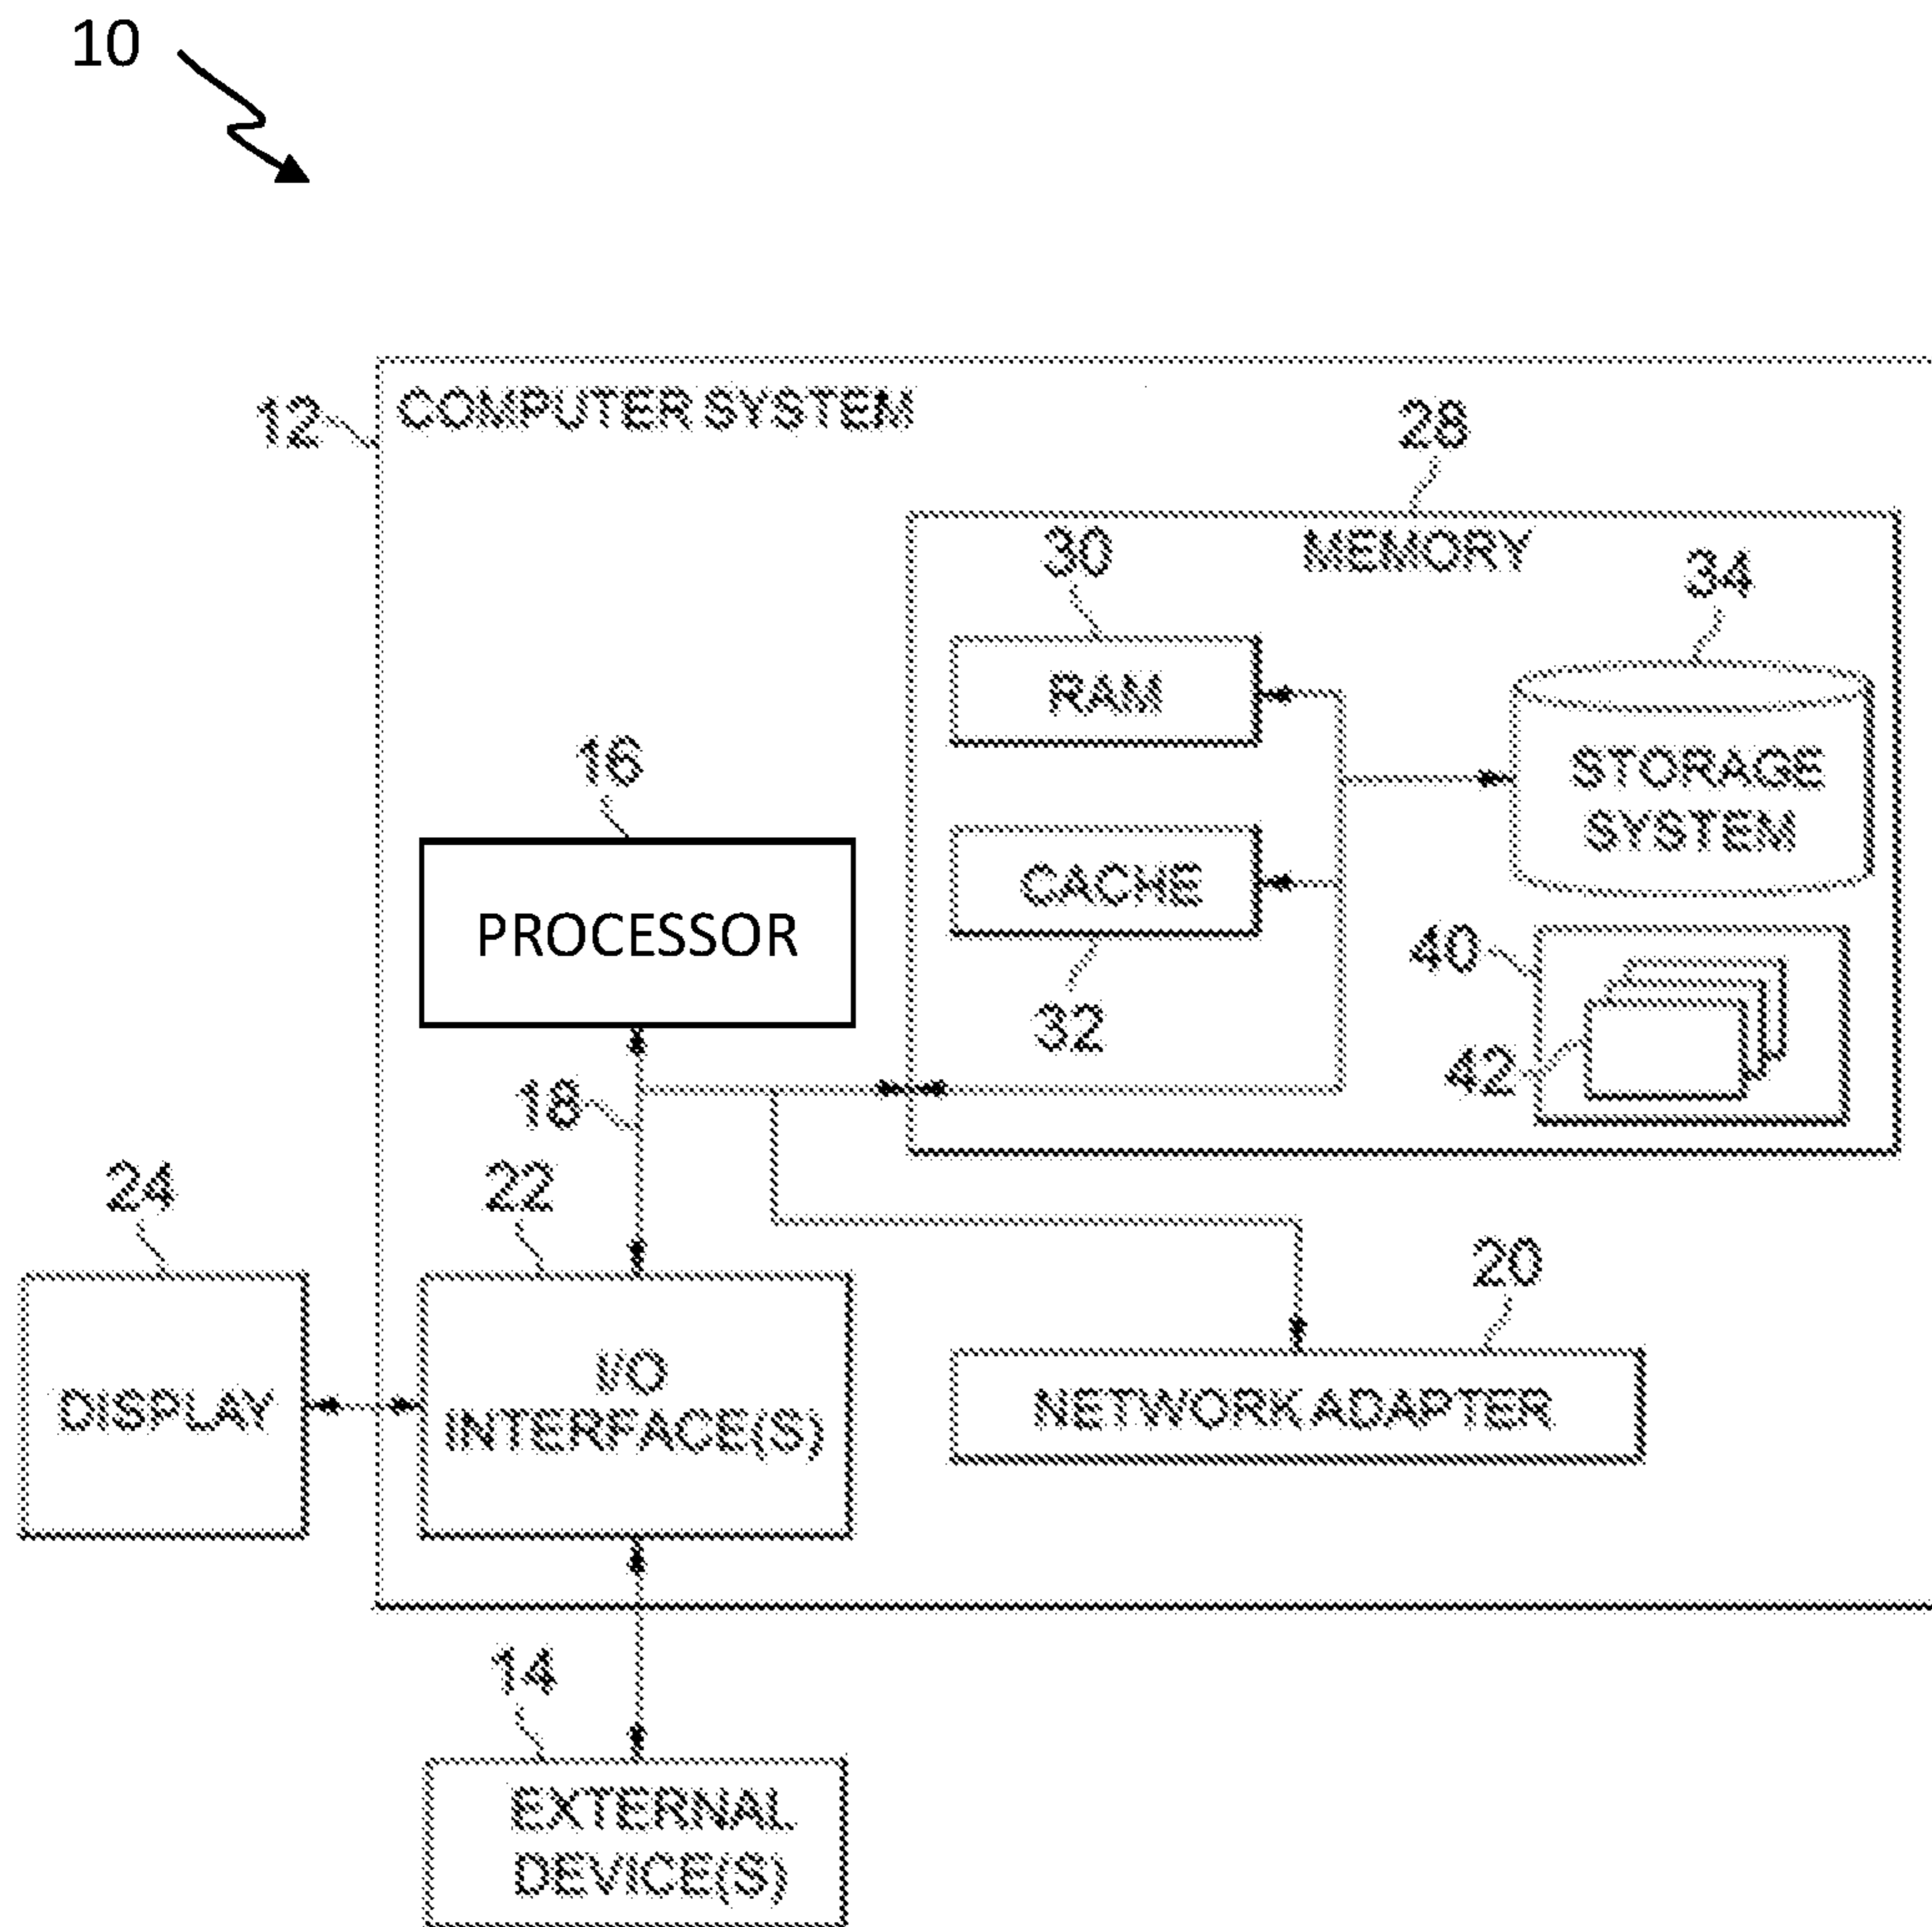 10
12
COMPUTER SYSTEM
28
MEMORY
30
34
RAM
STORAGE
SYSTEM
16
PROCESSOR
CACHE
32
40
42
18
24
22
20
DISPLAY
I/O
INTERFACE(S)
NETWORK ADAPTER
14
EXTERNAL
DEVICE(S)